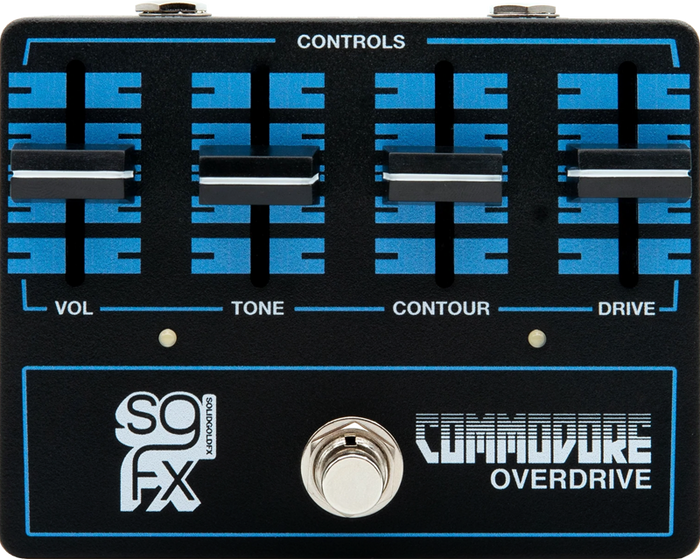 CONTROLS
VOL TONE CONTOUR DRIVE
SG
FX
SOLIDGOLDFX
COMMODORE
OVERDRIVE